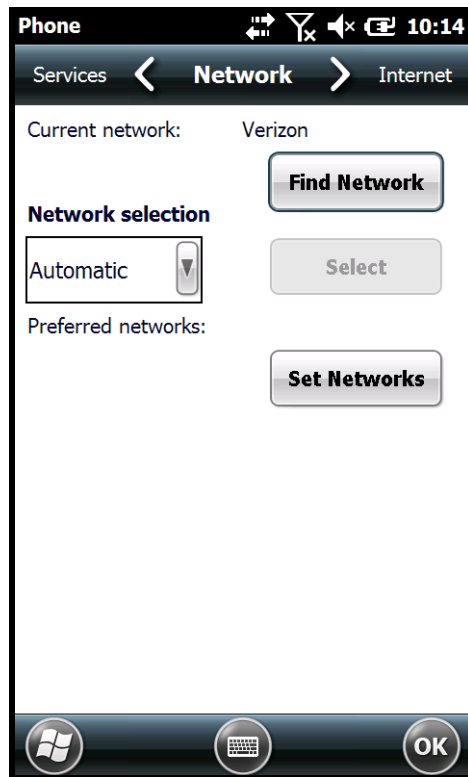 Phone 10:14
Services Network Internet
Current network: Verizon
Find Network
Network selection
Automatic Select
Preferred networks:
Set Networks
OK